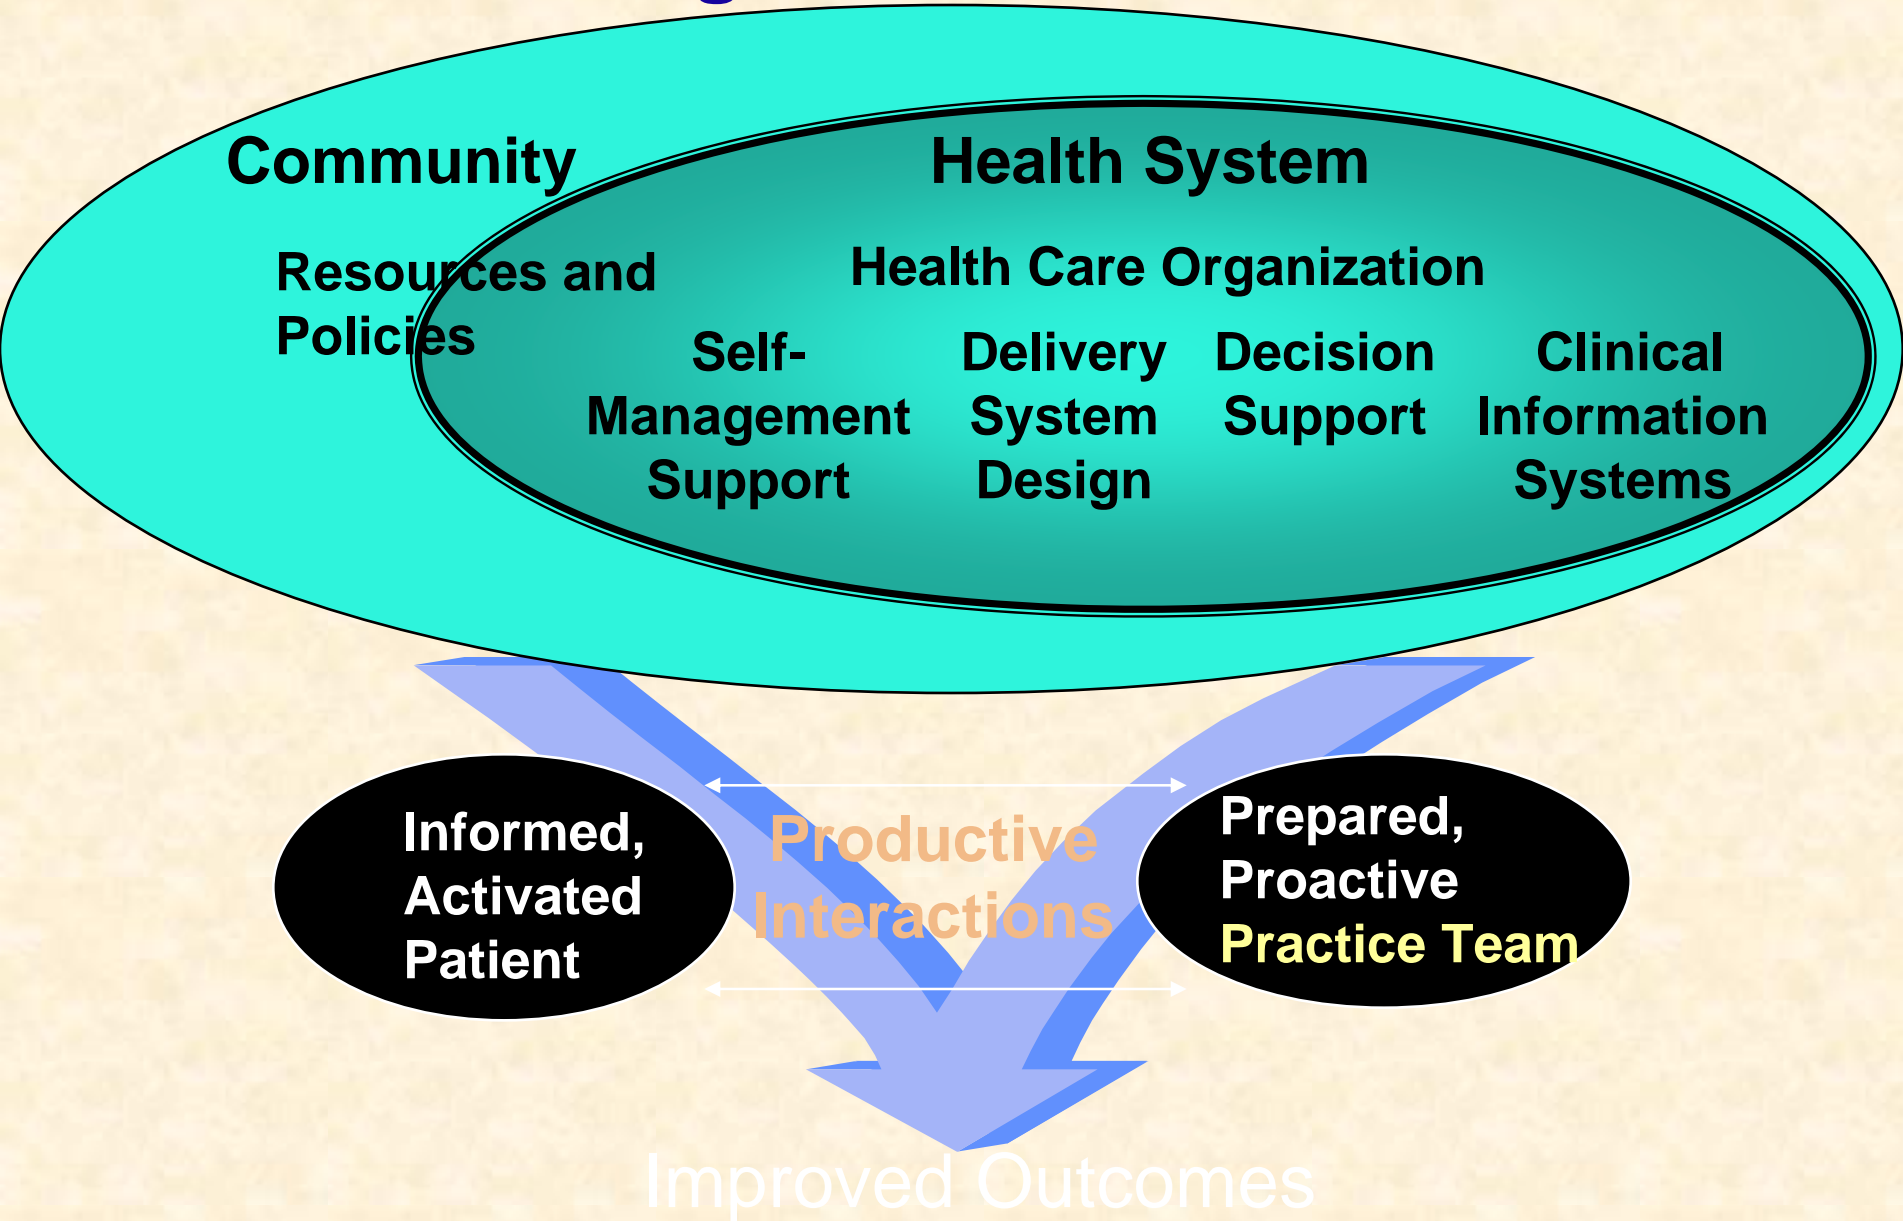 Community
Health System
Resources and
Policies
Health Care Organization
Self-
Management
Support
Delivery
System
Design
Decision
Support
Clinical
Information
Systems
Informed,
Activated
Patient
Productive
Interactions
Prepared,
Proactive
Practice Team
Improved Outcomes